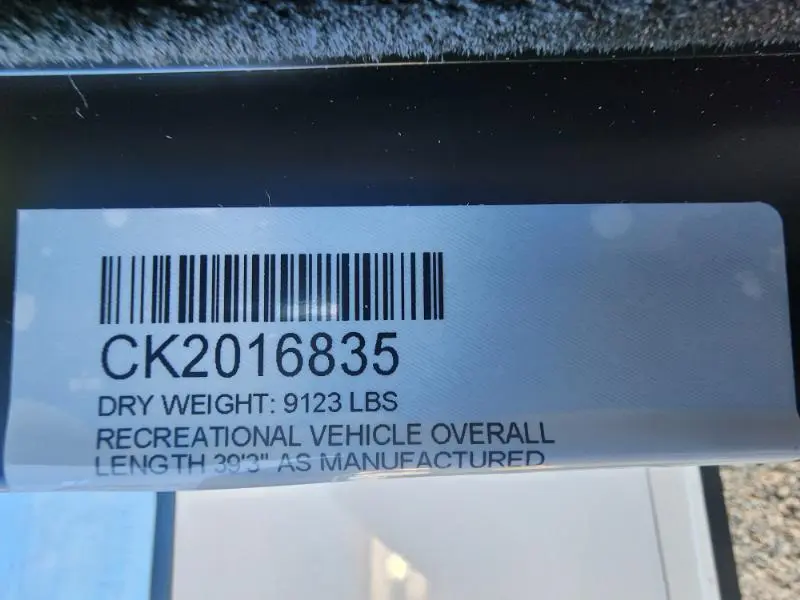 CK2016835
DRY WEIGHT: 9123 LBS
RECREATIONAL VEHICLE OVERALL
LENGTH 39'3" AS MANUFACTURED